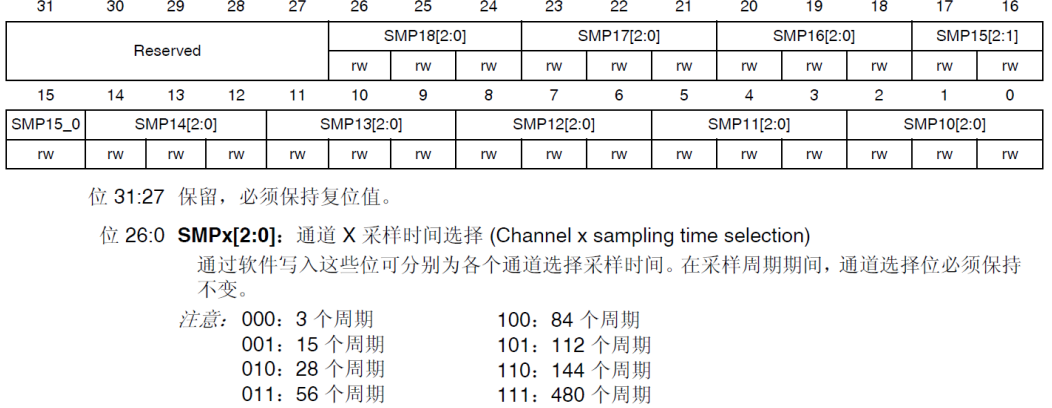 31 30 29 28 27 26 25 24 23 22 21 20 19 18 17 16
Reserved SMP18[2:0] SMP17[2:0] SMP16[2:0] SMP15[2:1]
rw rw rw rw rw rw rw rw rw rw rw
15 14 13 12 11 10 9 8 7 6 5 4 3 2 1 0
SMP15_0 SMP14[2:0] SMP13[2:0] SMP12[2:0] SMP11[2:0] SMP10[2:0]
rw rw rw rw rw rw rw rw rw rw rw rw rw rw rw rw
位 31:27 保留，必须保持复位值。
位 26:0 SMPx[2:0]：通道 X 采样时间选择 (Channel x sampling time selection)
通过软件写入这些位可分别为各个通道选择采样时间。在采样周期期间，通道选择位必须保持
不变。
注意：000：3 个周期 100：84 个周期
001：15 个周期 101：112 个周期
010：28 个周期 110：144 个周期
011：56 个周期 111：480 个周期